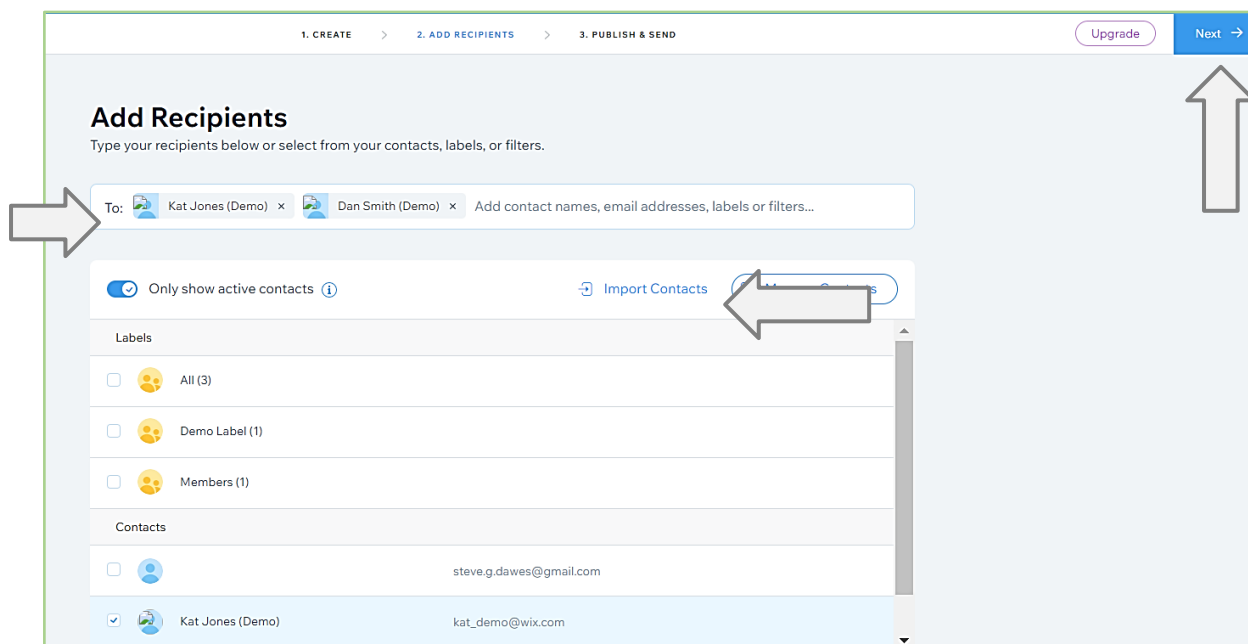 1. CREATE > 2. ADD RECIPIENTS > 3. PUBLISH & SEND Upgrade Next →
Add Recipients
Type your recipients below or select from your contacts, labels, or filters.
To: Kat Jones (Demo) × Dan Smith (Demo) × Add contact names, email addresses, labels or filters...
Only show active contacts Import Contacts
Labels
All (3)
Demo Label (1)
Members (1)
Contacts
steve.g.dawes@gmail.com
Kat Jones (Demo) kat_demo@wix.com